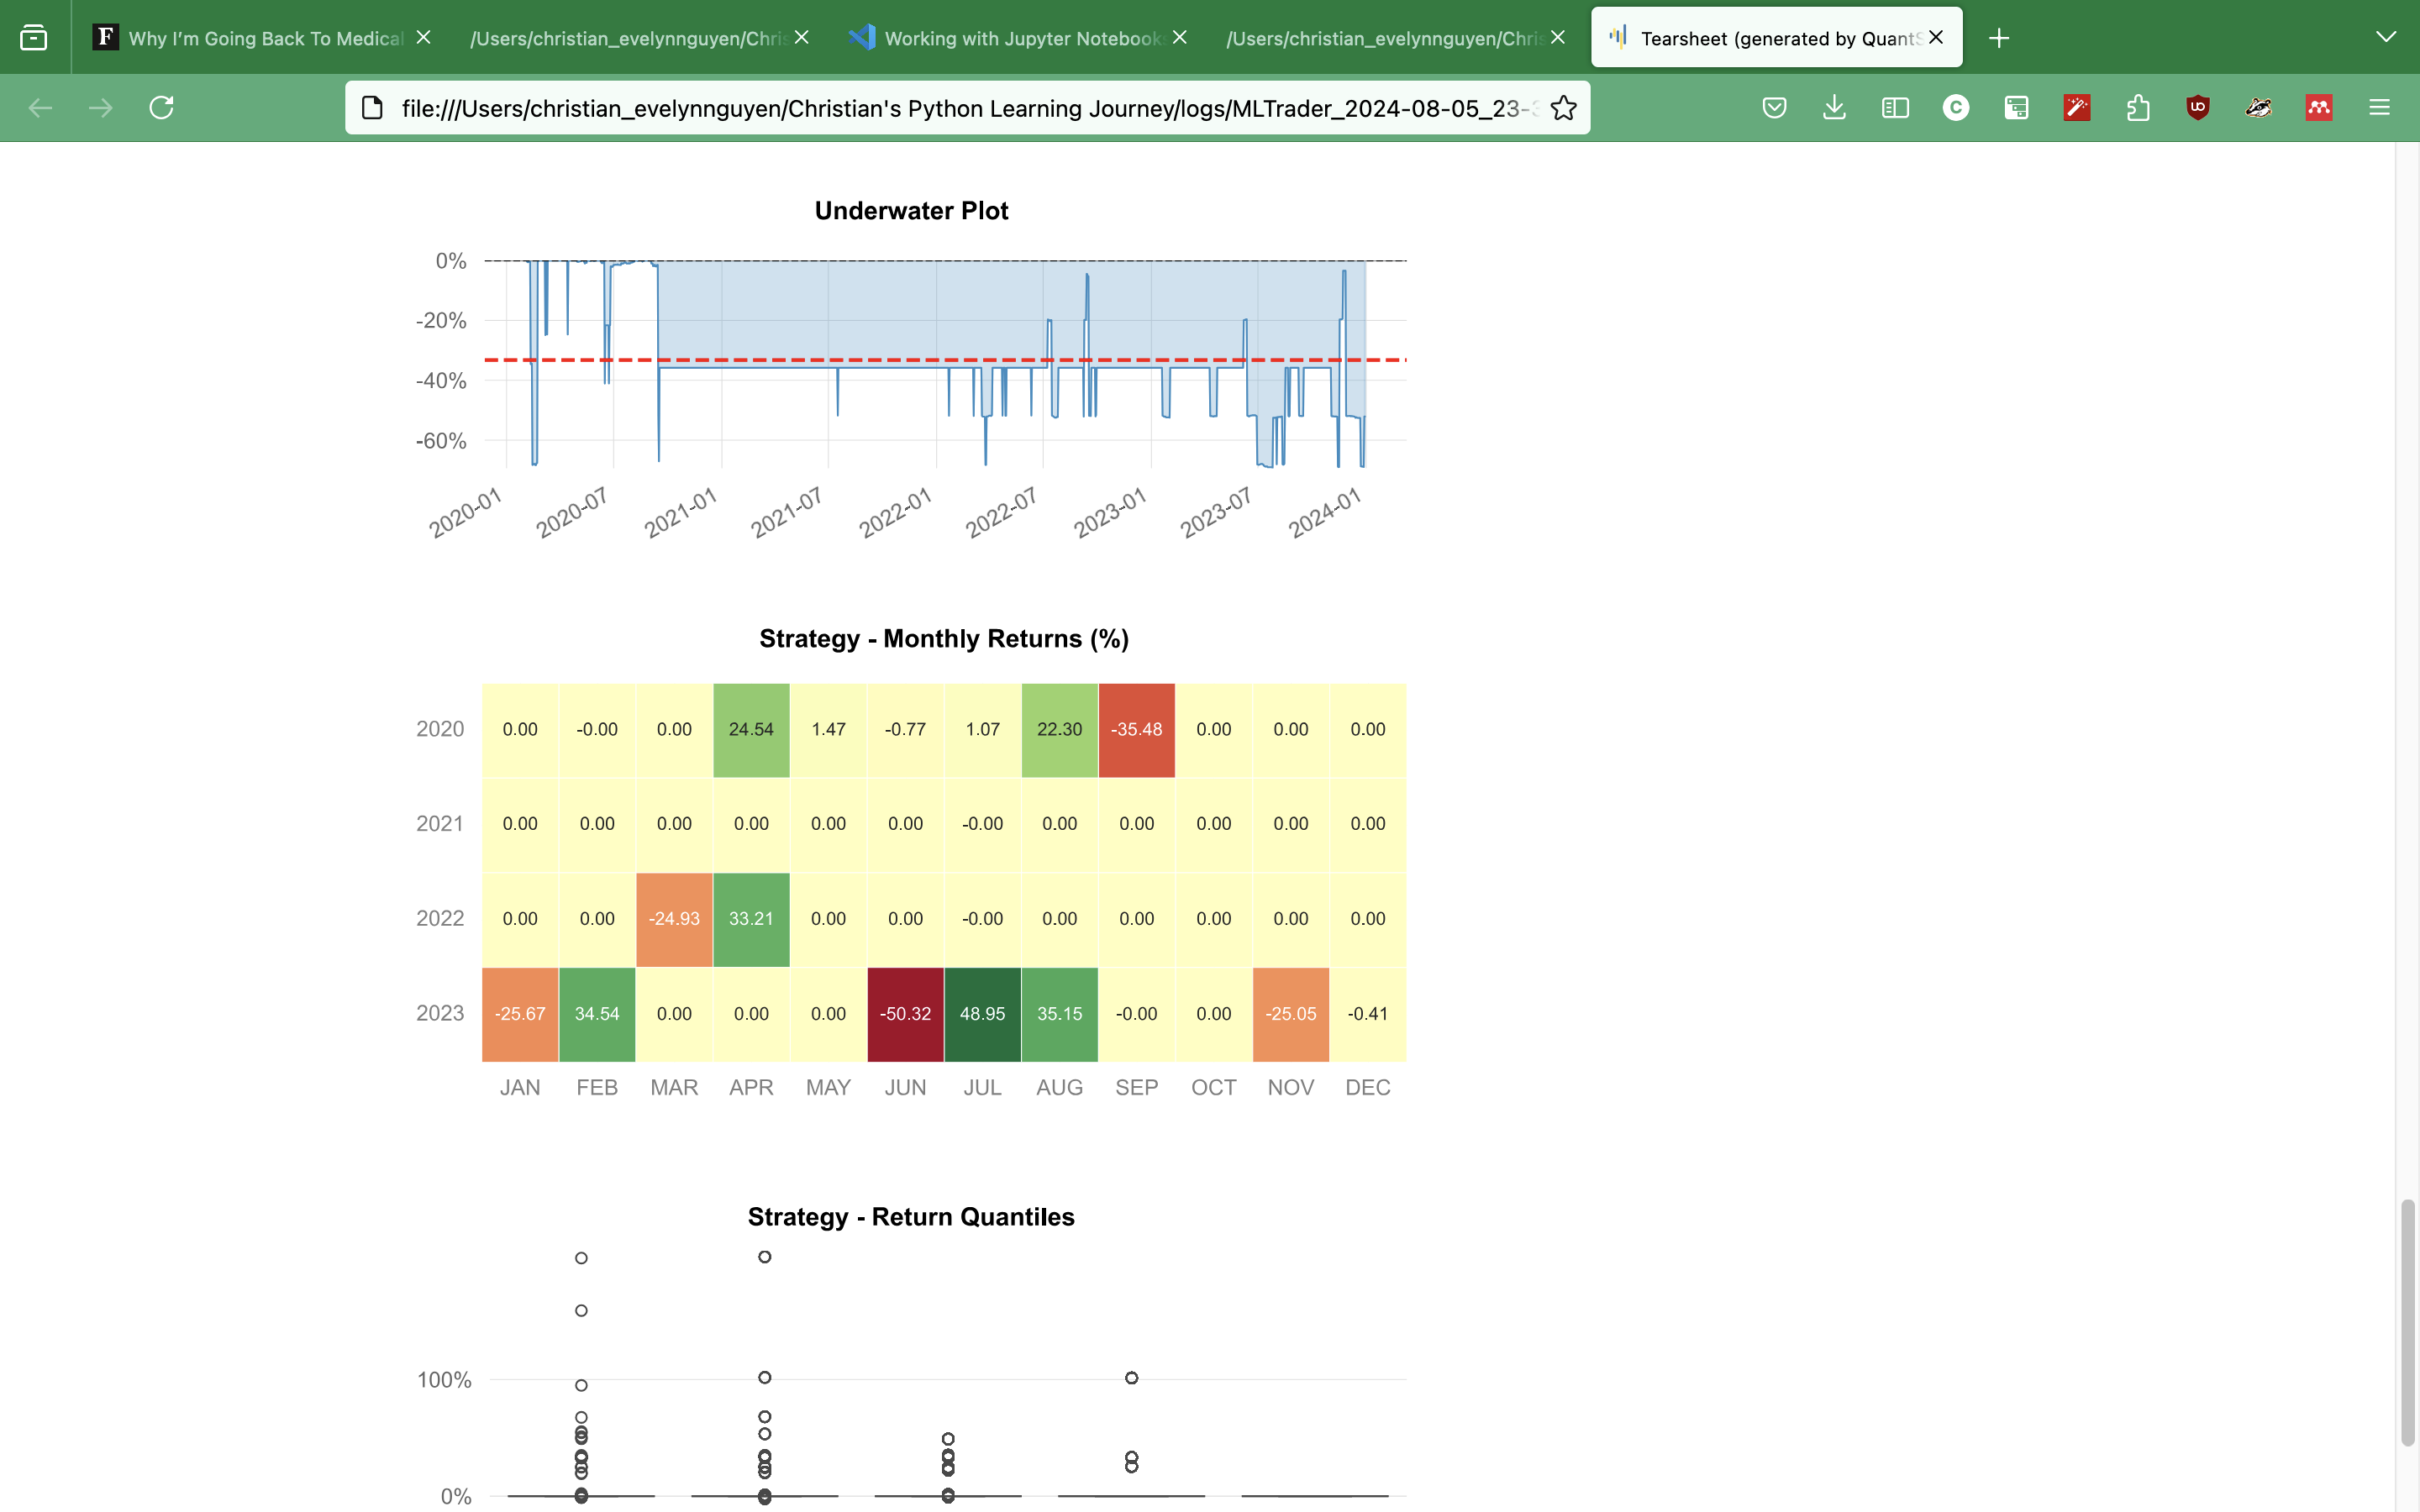 Why I'm Going Back To Medical
/Users/christian_evelynnguyen/Chris
Working with Jupyter Notebooks
/Users/christian_evelynnguyen/Chris
Tearsheet (generated by QuantS
file:///Users/christian_evelynnguyen/Christian's Python Learning Journey/logs/MLTrader_2024-08-05_23-3
Underwater Plot
0%
-20%
-40%
-60%
2020-01 2020-07 2021-01 2021-07 2022-01 2022-07 2023-01 2023-07 2024-01
Strategy - Monthly Returns (%)
2020 0.00 -0.00 0.00 24.54 1.47 -0.77 1.07 22.30 -35.48 0.00 0.00 0.00
2021 0.00 0.00 0.00 0.00 0.00 0.00 -0.00 0.00 0.00 0.00 0.00 0.00
2022 0.00 0.00 -24.93 33.21 0.00 0.00 -0.00 0.00 0.00 0.00 0.00 0.00
2023 -25.67 34.54 0.00 0.00 0.00 -50.32 48.95 35.15 -0.00 0.00 -25.05 -0.41
JAN FEB MAR APR MAY JUN JUL AUG SEP OCT NOV DEC
Strategy - Return Quantiles
100%
0%